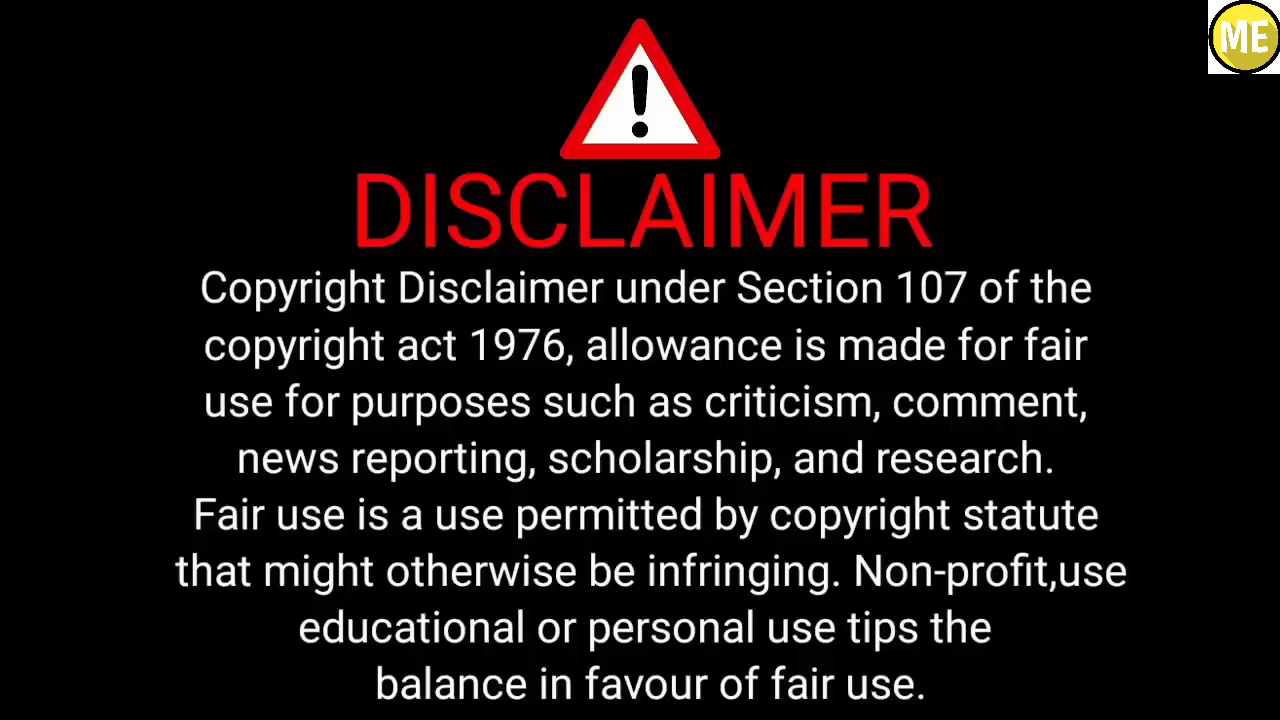 ME
DISCLAIMER
Copyright Disclaimer under Section 107 of the
copyright act 1976, allowance is made for fair
use for purposes such as criticism, comment,
news reporting, scholarship, and research.
Fair use is a use permitted by copyright statute
that might otherwise be infringing. Non-profit,use
educational or personal use tips the
balance in favour of fair use.